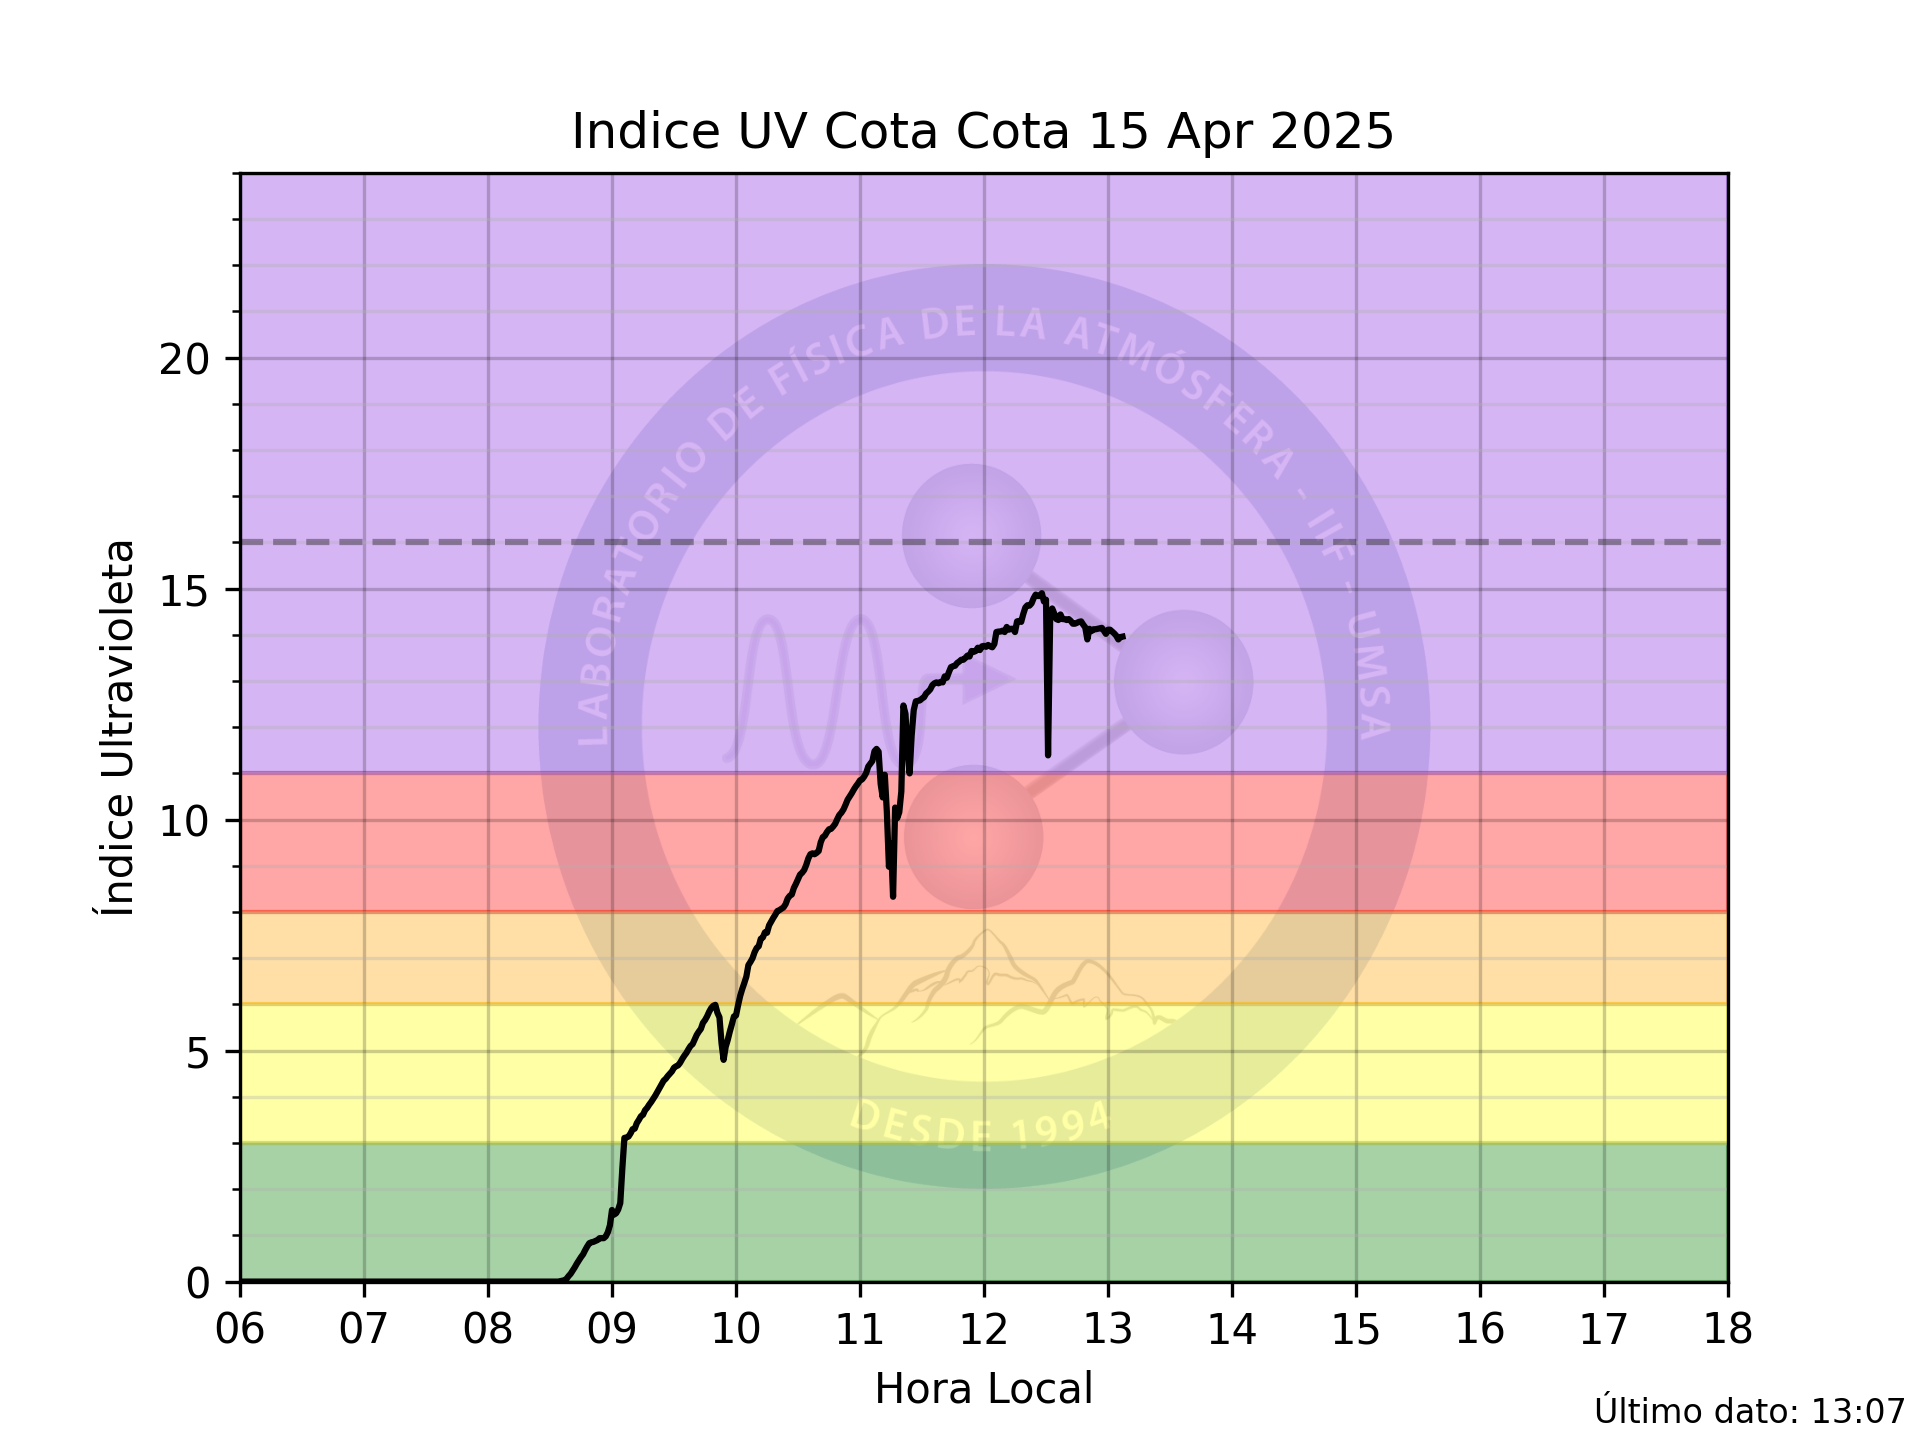 Indice UV Cota Cota 15 Apr 2025
LABORATORIO DE FÍSICA DE LA ATMÓSFERA - IIF - UMSA
DESDE 1994
Índice Ultravioleta
20
15
10
5
0
06 07 08 09 10 11 12 13 14 15 16 17 18
Hora Local
Último dato: 13:07